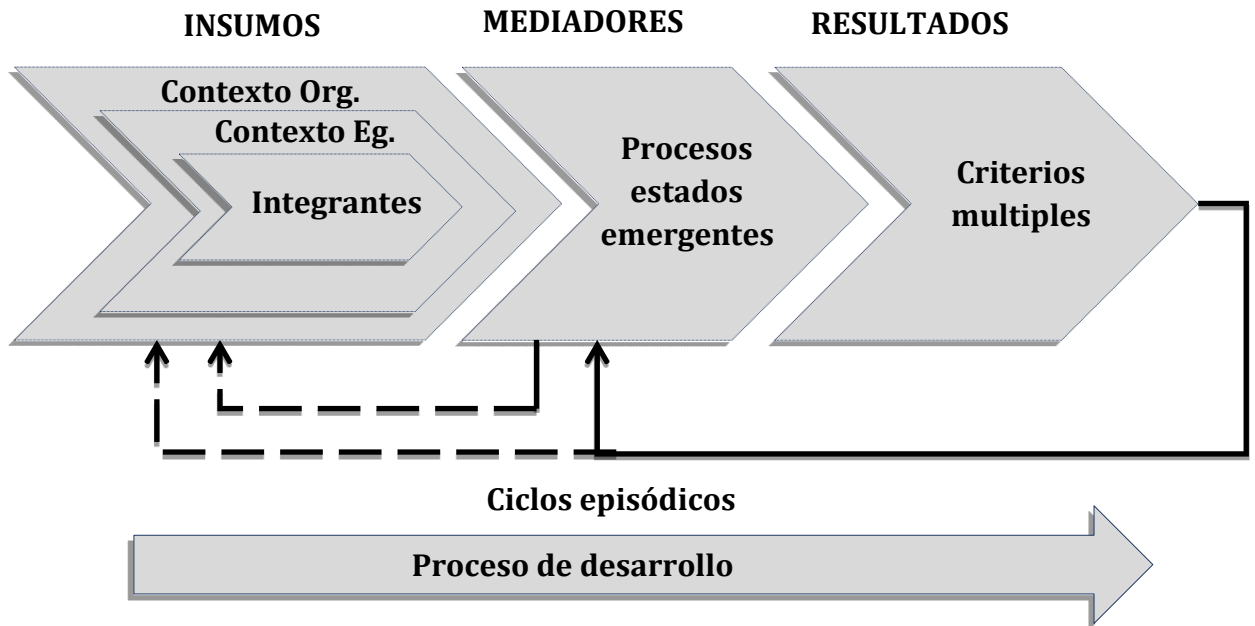 INSUMOS
MEDIADORES
RESULTADOS
Contexto Org.
Contexto Eg.
Integrantes
Procesos
estados
emergentes
Criterios
multiples
Ciclos episódicos
Proceso de desarrollo